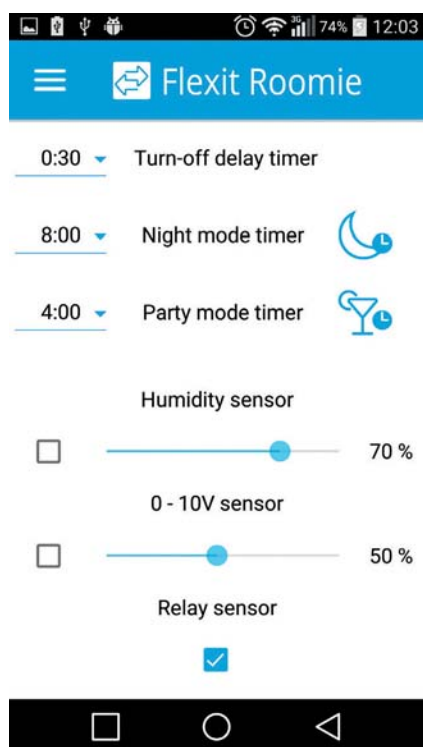 3G 74% 12:03
Flexit Roomie
0:30 Turn-off delay timer
8:00 Night mode timer
4:00 Party mode timer
Humidity sensor
70 %
0 - 10V sensor
50 %
Relay sensor